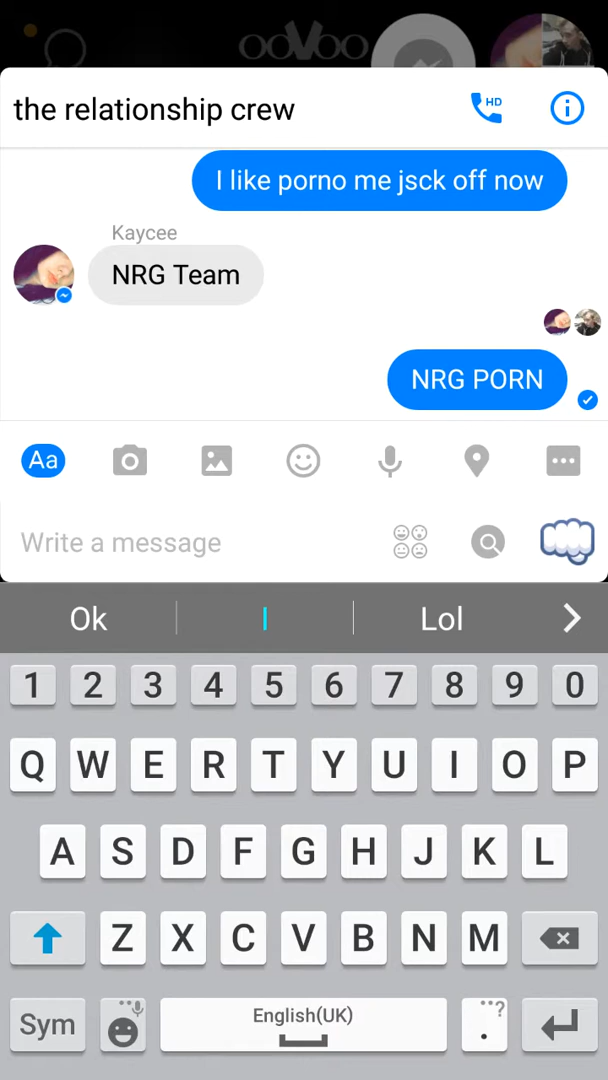 ooVoo
the relationship crew
HD
I like porno me jsck off now
Kaycee
NRG Team
NRG PORN
Aa
Write a message
Ok I Lol
1 2 3 4 5 6 7 8 9 0
Q W E R T Y U I O P
A S D F G H J K L
Z X C V B N M
Sym English(UK) . ?